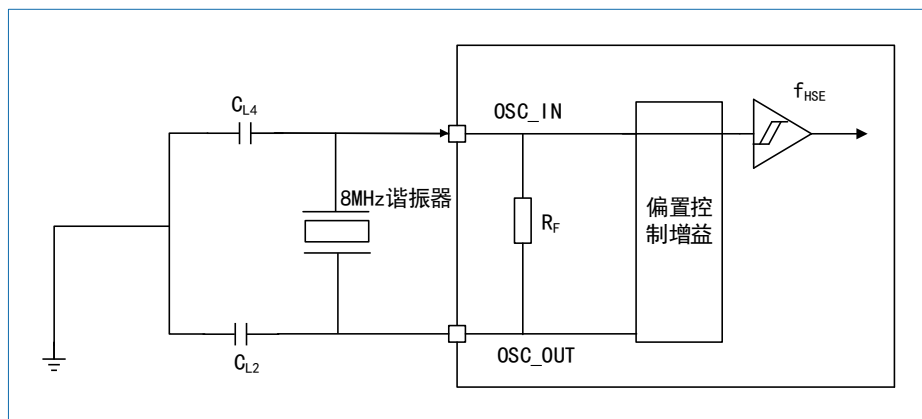 f_HSE
C_L4
OSC_IN
8MHz谐振器
R_F
偏置控
制增益
C_L2
OSC_OUT